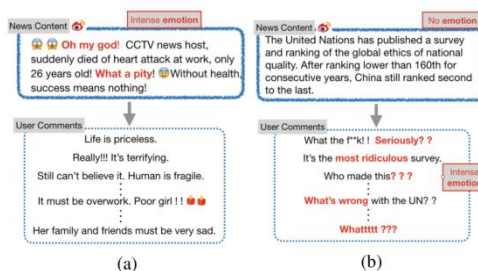 Intense emotion
News Content
Oh my god! CCTV news host,
suddenly died of heart attack at work, only
26 years old! What a pity! Without health,
success means nothing!
User Comments
Life is priceless.
Really!!! It's terrifying.
Still can't believe it. Human is fragile.
It must be overwork. Poor girl ! !
Her family and friends must be very sad.
(a)
No emotion
News Content
The United Nations has published a survey
and ranking of the global ethics of national
quality. After ranking lower than 160th for
consecutive years, China still ranked second
to the last.
User Comments
What the f**k! Seriously? ?
It's the most ridiculous survey.
Who made this? ? ?
Intense
emotion
What's wrong with the UN? ?
Whattttt ???
(b)